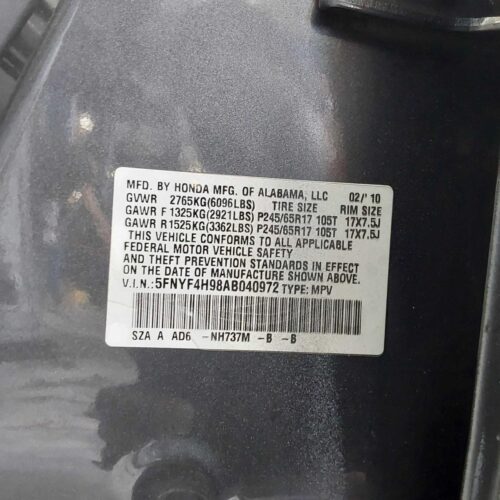 MFD. BY HONDA MFG. OF ALABAMA, LLC 02/'10
GVWR 2765KG(6096LBS) TIRE SIZE RIM SIZE
GAWR F 1325KG(2921LBS) P245/65R17 105T 17X7.5J
GAWR R1525KG(3362LBS) P245/65R17 105T 17X7.5J
THIS VEHICLE CONFORMS TO ALL APPLICABLE
FEDERAL MOTOR VEHICLE SAFETY
AND THEFT PREVENTION STANDARDS IN EFFECT
ON THE DATE OF MANUFACTURE SHOWN ABOVE.
V.I.N.:5FNYF4H98AB040972 TYPE: MPV
SZA A AD6 -NH737M -B -B